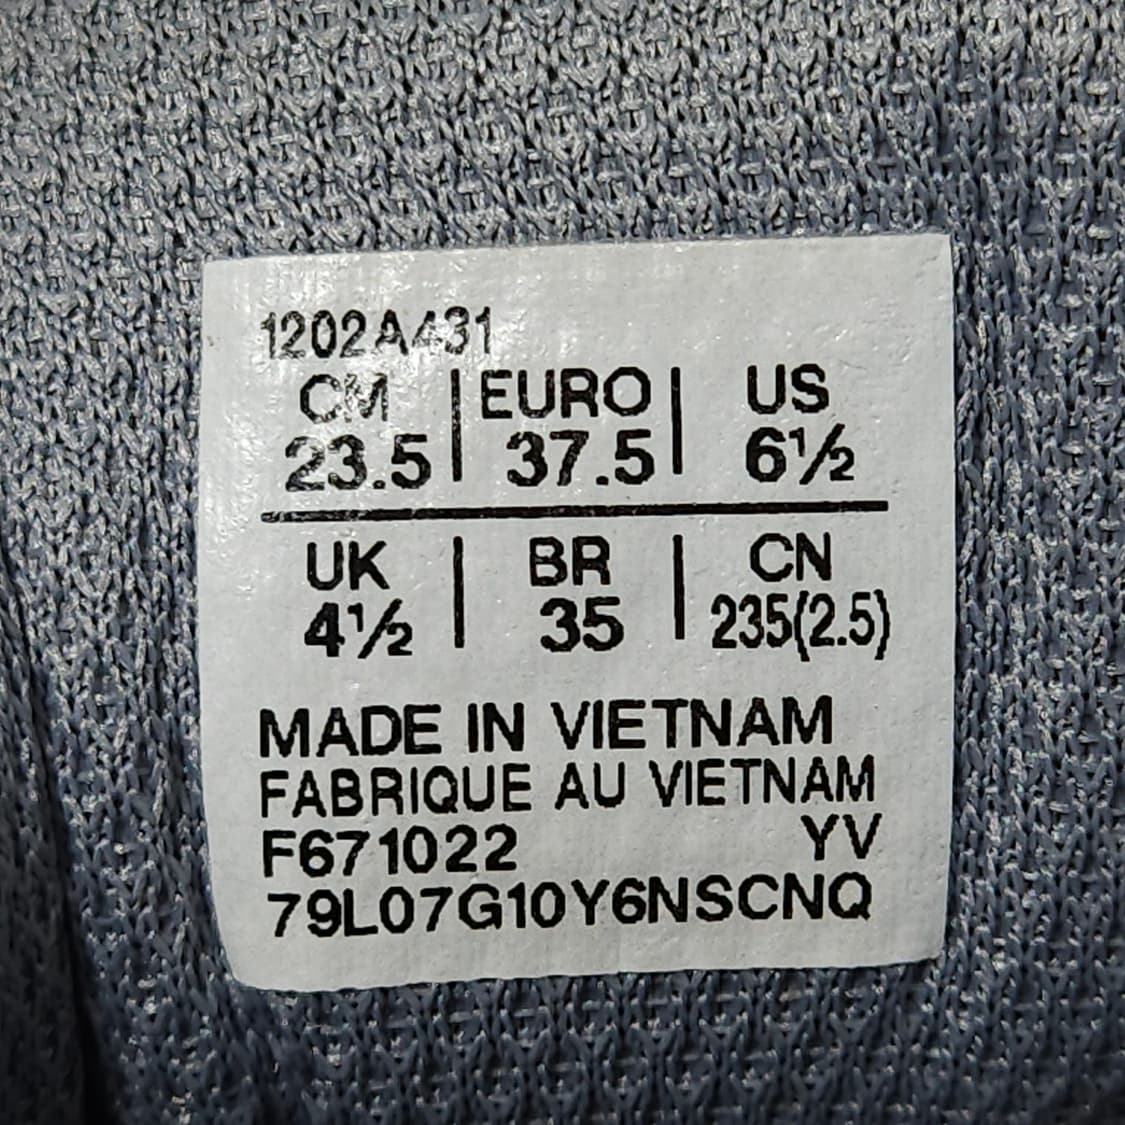 1202A431
CM | EURO | US
23.5 | 37.5 | 6½
UK | BR | CN
4½ | 35 | 235(2.5)
MADE IN VIETNAM
FABRIQUE AU VIETNAM
F671022 YV
79L07G10Y6NSCNQ